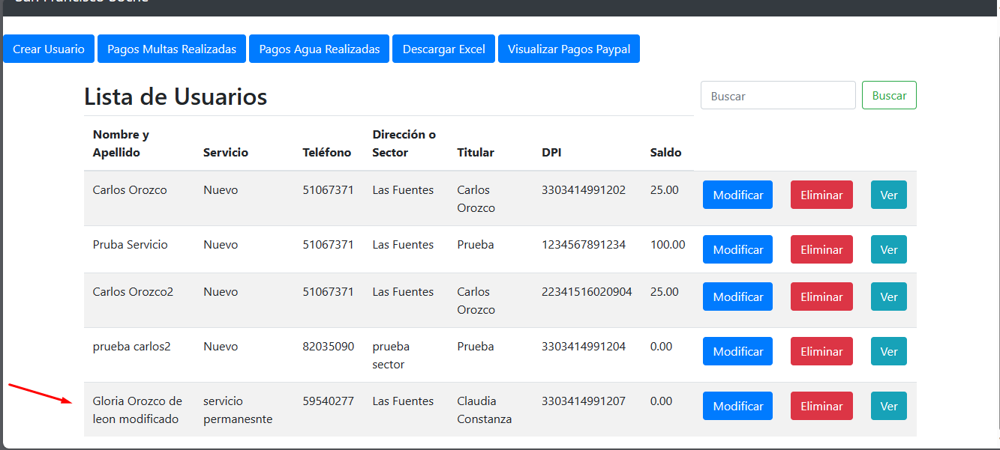 Crear Usuario Pagos Multas Realizadas Pagos Agua Realizadas Descargar Excel Visualizar Pagos Paypal
Lista de Usuarios Buscar Buscar
Nombre y Apellido Servicio Teléfono Dirección o Sector Titular DPI Saldo
Carlos Orozco Nuevo 51067371 Las Fuentes Carlos Orozco 3303414991202 25.00 Modificar Eliminar Ver
Pruba Servicio Nuevo 51067371 Las Fuentes Prueba 1234567891234 100.00 Modificar Eliminar Ver
Carlos Orozco2 Nuevo 51067371 Las Fuentes Carlos Orozco 22341516020904 25.00 Modificar Eliminar Ver
prueba carlos2 Nuevo 82035090 prueba sector Prueba 3303414991204 0.00 Modificar Eliminar Ver
Gloria Orozco de leon modificado servicio permanesnte 59540277 Las Fuentes Claudia Constanza 3303414991207 0.00 Modificar Eliminar Ver